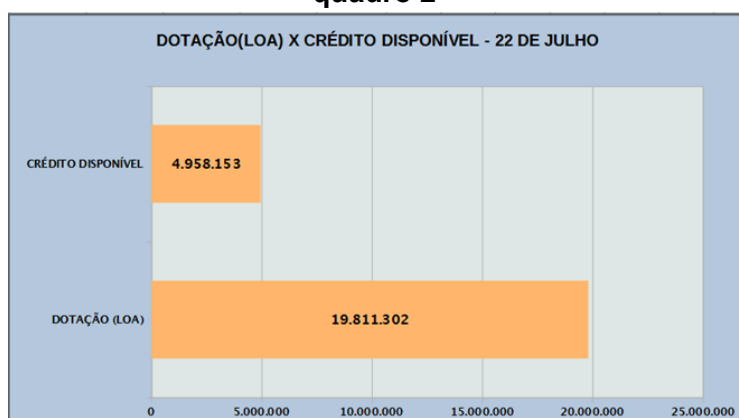 DOTAÇÃO(LOA) X CRÉDITO DISPONÍVEL - 22 DE JULHO
CRÉDITO DISPONÍVEL
4.958.153
DOTAÇÃO (LOA)
19.811.302
0 5.000.000 10.000.000 15.000.000 20.000.000 25.000.000